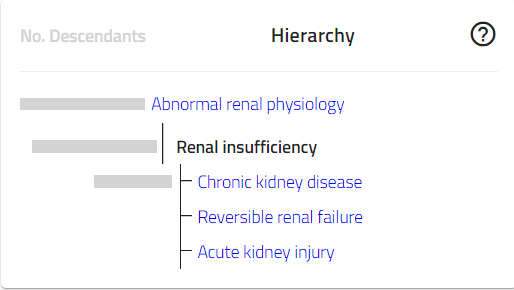 No. Descendants
Hierarchy
Abnormal renal physiology
Renal insufficiency
Chronic kidney disease
Reversible renal failure
Acute kidney injury